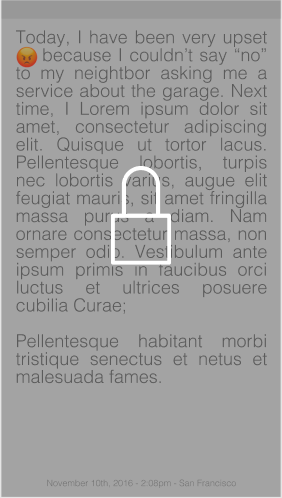 Today, I have been very upset
😡 because I couldn’t say “no”
to my neighbor asking me a
service about the garage. Next
time, I Lorem ipsum dolor sit
amet, consectetur adipiscing
elit. Quisque ut tortor lacus.
Pellentesque lobortis, turpis
nec lobortis varius, augue elit
feugiat mauris, sit amet fringilla
massa purus a diam. Nam
ornare consectetur massa, non
semper odio. Vestibulum ante
ipsum primis in faucibus orci
luctus et ultrices posuere
cubilia Curae;
Pellentesque habitant morbi
tristique senectus et netus et
malesuada fames.
November 10th, 2016 - 2:08pm - San Francisco